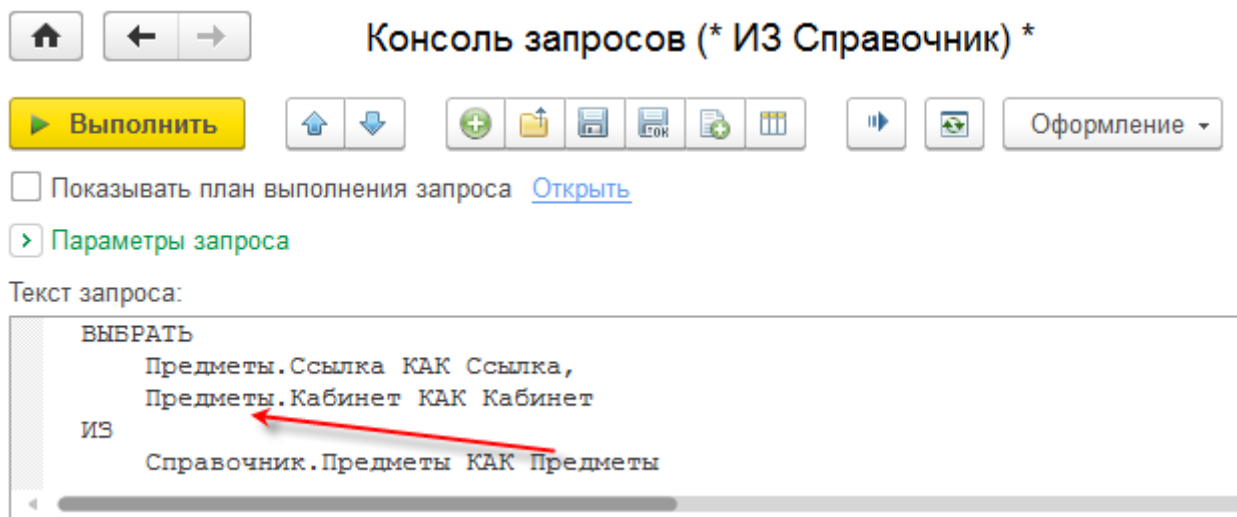 Консоль запросов (* ИЗ Справочник) *
Выполнить
Оформление
Показывать план выполнения запроса Открыть
Параметры запроса
Текст запроса:
ВЫБРАТЬ
Предметы.Ссылка КАК Ссылка,
Предметы.Кабинет КАК Кабинет
ИЗ
Справочник.Предметы КАК Предметы